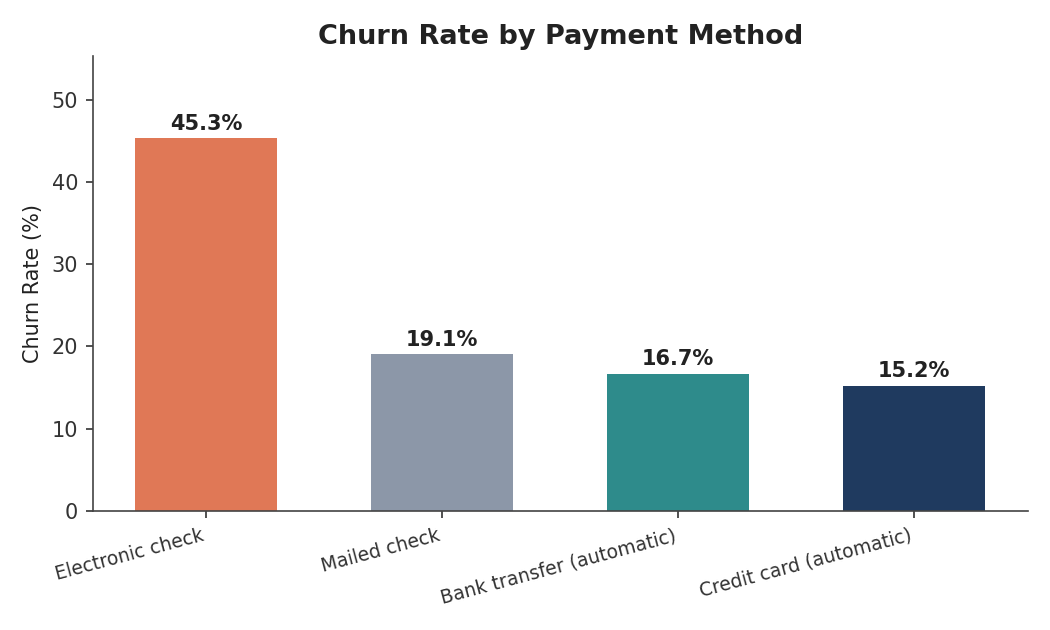 Churn Rate by Payment Method
Churn Rate (%)
50
40
30
20
10
0
45.3%
19.1%
16.7%
15.2%
Electronic check
Mailed check
Bank transfer (automatic)
Credit card (automatic)